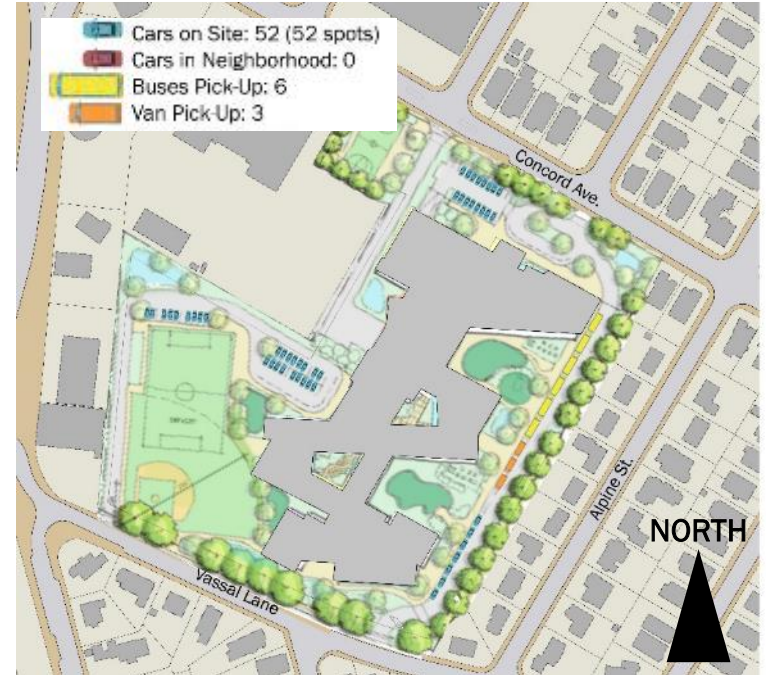 Cars on Site: 52 (52 spots)
Cars in Neighborhood: 0
Buses Pick-Up: 6
Van Pick-Up: 3
Concord Ave.
Alpine St.
NORTH
Vassal Lane